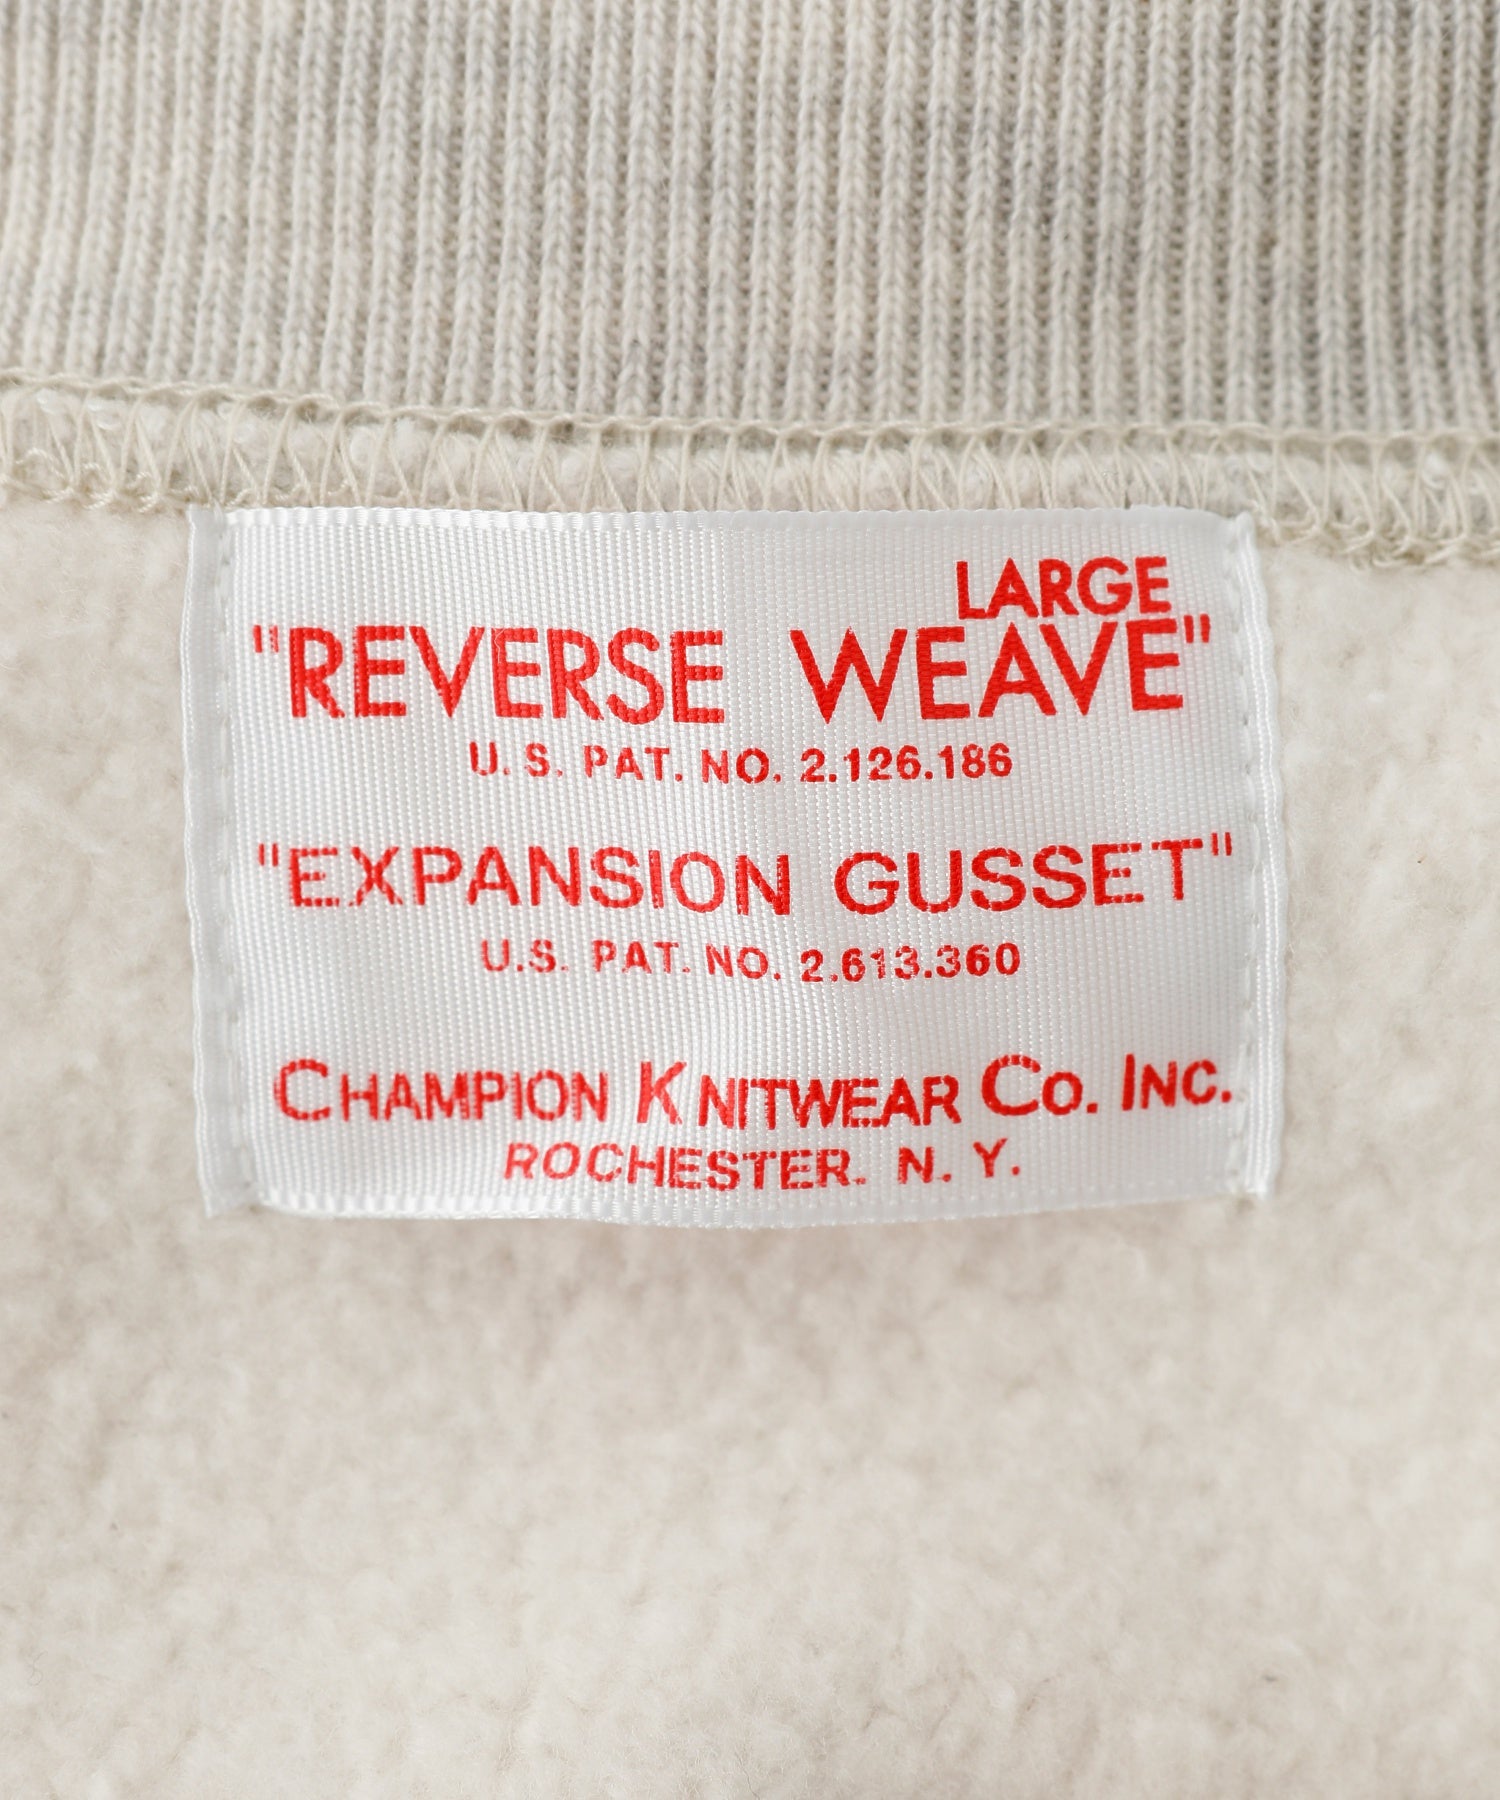 LARGE
"REVERSE WEAVE"
U.S. PAT. NO. 2.126.186
"EXPANSION GUSSET"
U.S. PAT. NO. 2.613.360
CHAMPION KNITWEAR CO. INC.
ROCHESTER. N. Y.